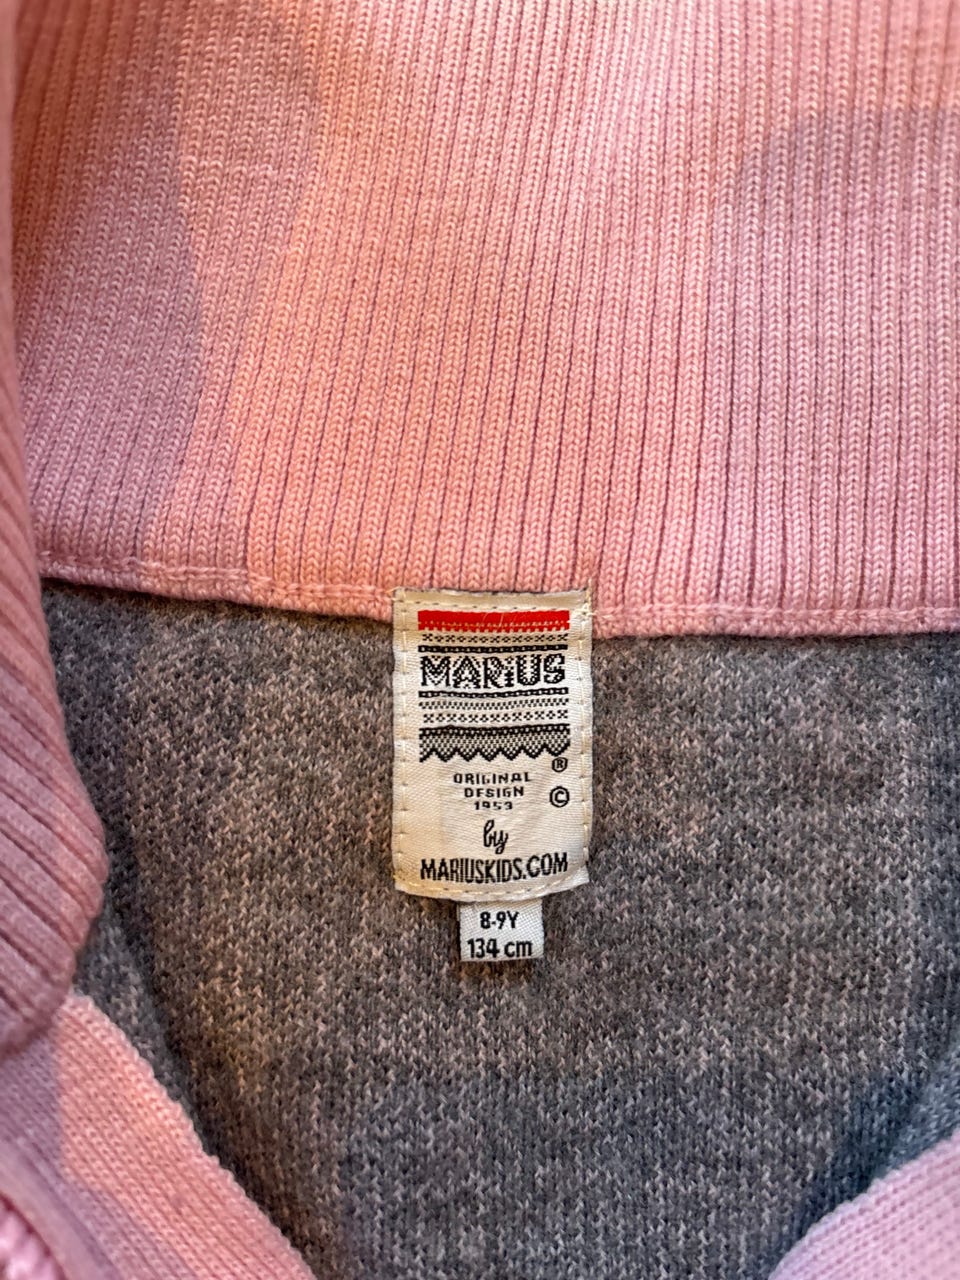 MARiUS
®
ORIGINAL
DESIGN
1953
©
by
MARIUSKIDS.COM
8-9Y
134 cm